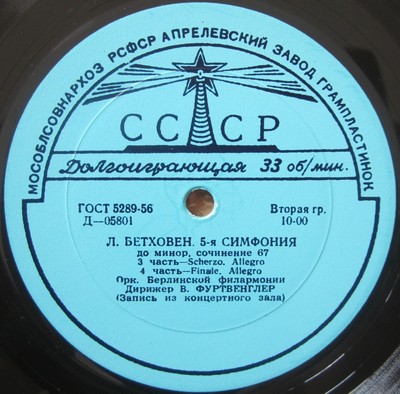 МОСОБЛСОВНАРХОЗ РСФСР АПРЕЛЕВСКИЙ ЗАВОД ГРАМПЛАСТИНОК
СССР
Долгоиграющая 33 об/мин.
ГОСТ 5289-56 Вторая гр.
Д—05801 10-00
Л. БЕТХОВЕН. 5-я СИМФОНИЯ
до минор, сочинение 67
3 часть—Scherzo. Allegro
4 часть—Finale. Allegro
Орк. Берлинской филармонии
Дирижер В. ФУРТВЕНГЛЕР
(Запись из концертного зала)